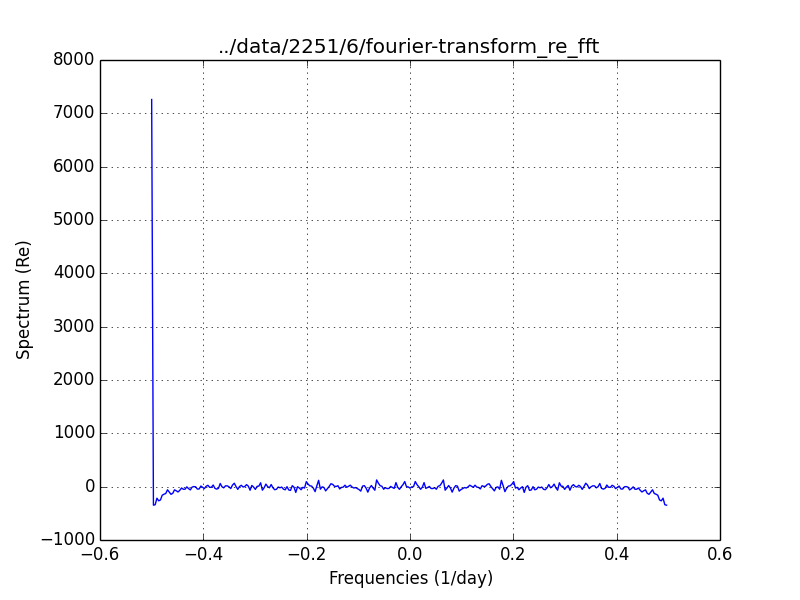 ../data/2251/6/fourier-transform_re_fft
8000
7000
6000
5000
4000
3000
2000
1000
0
−1000
Spectrum (Re)
−0.6 −0.4 −0.2 0.0 0.2 0.4 0.6
Frequencies (1/day)